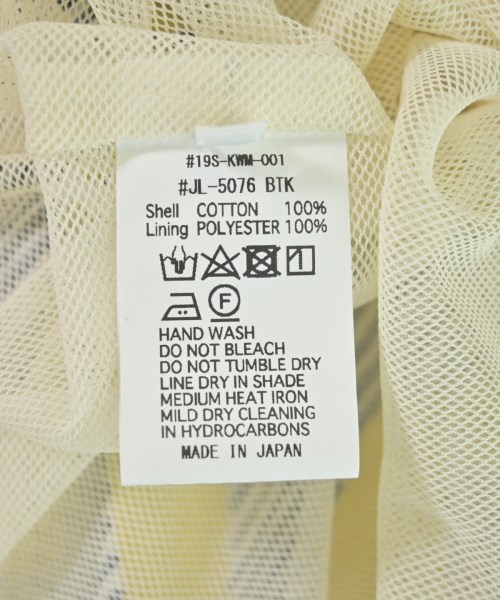 #19S-KWM-001
#JL-5076 BTK
Shell COTTON 100%
Lining POLYESTER 100%
F
HAND WASH
DO NOT BLEACH
DO NOT TUMBLE DRY
LINE DRY IN SHADE
MEDIUM HEAT IRON
MILD DRY CLEANING
IN HYDROCARBONS
MADE IN JAPAN